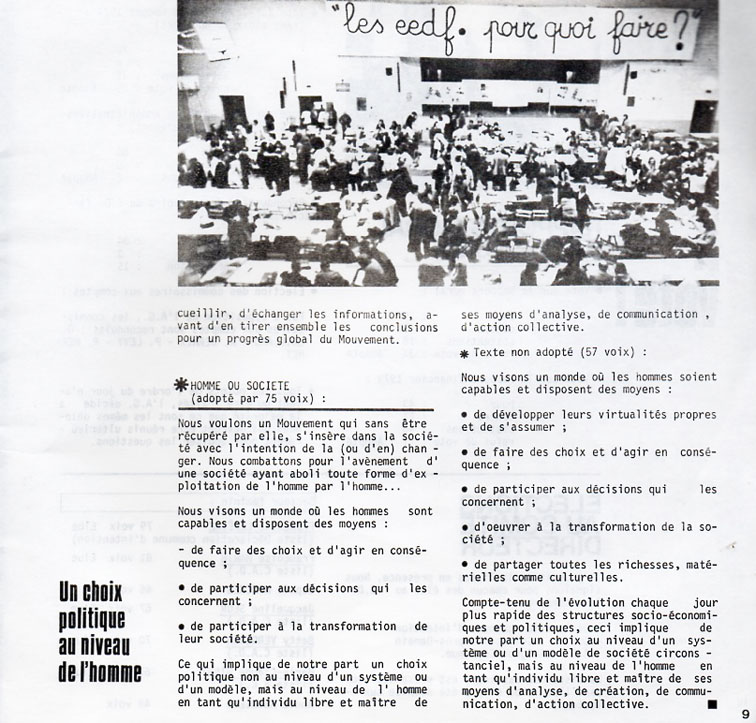 "les eedf. pour quoi faire?"
cueillir, d'échanger les informations, a-
vant d'en tirer ensemble les conclusions
pour un progrès global du Mouvement.
✱HOMME OU SOCIETE
(adopté par 75 voix) :
Nous voulons un Mouvement qui sans être
récupéré par elle, s'insère dans la socié-
té avec l'intention de la (ou d'en) chan -
ger. Nous combattons pour l'avènement d'
une société ayant aboli toute forme d'ex -
ploitation de l'homme par l'homme...
Nous visons un monde où les hommes sont
capables et disposent des moyens :
- de faire des choix et d'agir en consé-
quence ;
● de participer aux décisions qui les
concernent ;
● de participer à la transformation de
leur société.
Ce qui implique de notre part un choix
politique non au niveau d'un système ou
d'un modèle, mais au niveau de l' homme
en tant qu'individu libre et maître de
Un choix
politique
au niveau
de l'homme
ses moyens d'analyse, de communication ,
d'action collective.
✱ Texte non adopté (57 voix) :
Nous visons un monde où les hommes soient
capables et disposent des moyens :
● de développer leurs virtualités propres
et de s'assumer ;
● de faire des choix et d'agir en consé-
quence ;
● de participer aux décisions qui les
concernent ;
● d'oeuvrer à la transformation de la so-
ciété ;
● de partager toutes les richesses, maté-
rielles comme culturelles.
Compte-tenu de l'évolution chaque jour
plus rapide des structures socio-économi-
ques et politiques, ceci implique de
notre part un choix au niveau d'un sys-
tème ou d'un modèle de société circons -
tanciel, mais au niveau de l'homme en
tant qu'individu libre et maître de ses
moyens d'analyse, de création, de commu-
nication, d'action collective. ■
9